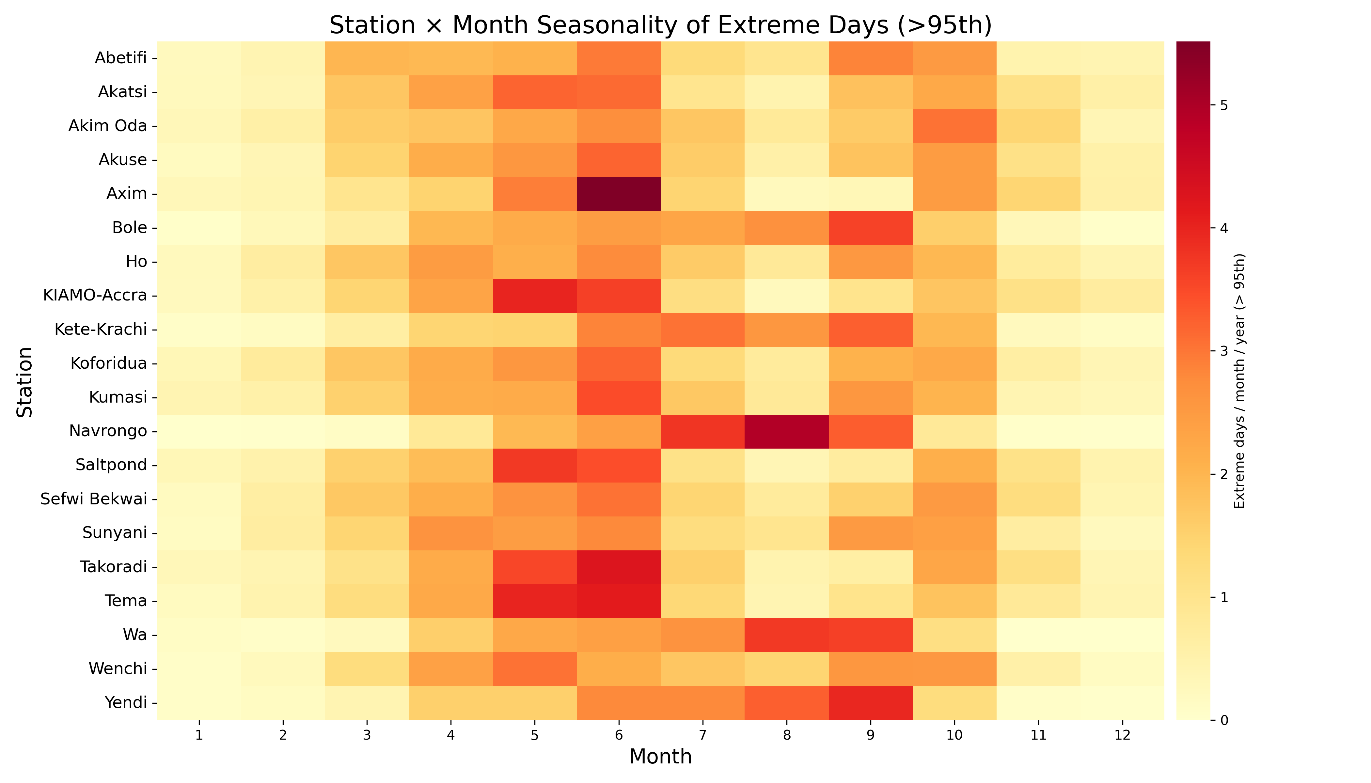 Station × Month Seasonality of Extreme Days (>95th)
Station
Abetifi
Akatsi
Akim Oda
Akuse
Axim
Bole
Ho
KIAMO-Accra
Kete-Krachi
Koforidua
Kumasi
Navrongo
Saltpond
Sefwi Bekwai
Sunyani
Takoradi
Tema
Wa
Wenchi
Yendi
1 2 3 4 5 6 7 8 9 10 11 12
Month
5
4
3
2
1
0
Extreme days / month / year (> 95th)